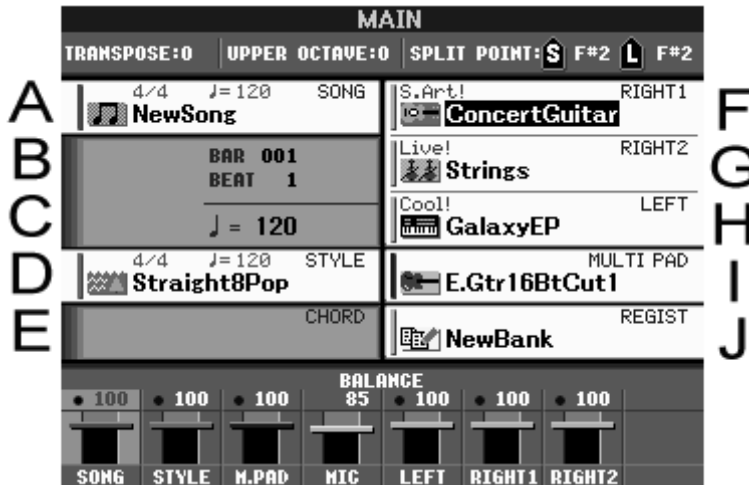 MAIN
TRANSPOSE:0 UPPER OCTAVE:0 SPLIT POINT: S F#2 L F#2
A
4/4 ♩=120 SONG
NewSong
B
BAR 001
BEAT 1
C
♩ = 120
D
4/4 ♩=120 STYLE
Straight8Pop
E
CHORD
S.Art! RIGHT1
ConcertGuitar
F
Live! RIGHT2
Strings
G
Cool! LEFT
GalaxyEP
H
MULTI PAD
E.Gtr16BtCut1
I
REGIST
NewBank
J
BALANCE
100 100 100 85 100 100 100
SONG STYLE M.PAD MIC LEFT RIGHT1 RIGHT2